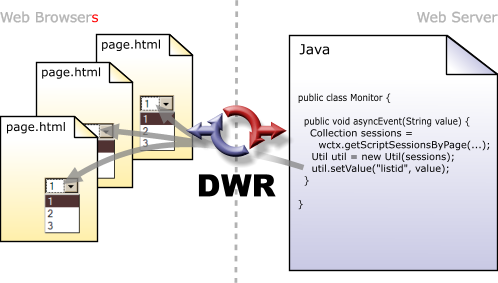 Web Browsers
Web Server
page.html
1
1
2
3
page.html
1
page.html
1
1
2
3
DWR
Java
public class Monitor {
public void asyncEvent(String value) {
Collection sessions =
wctx.getScriptSessionsByPage(...);
Util util = new Util(sessions);
util.setValue("listid", value);
}
}